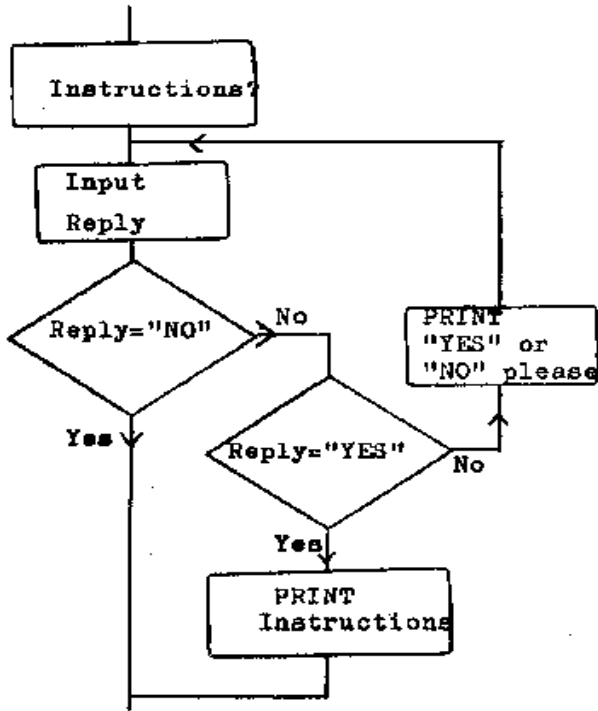 Instructions?
Input
Reply
Reply="NO"
No
Yes
PRINT
"YES" or
"NO" please
Reply="YES"
No
Yes
PRINT
Instructions